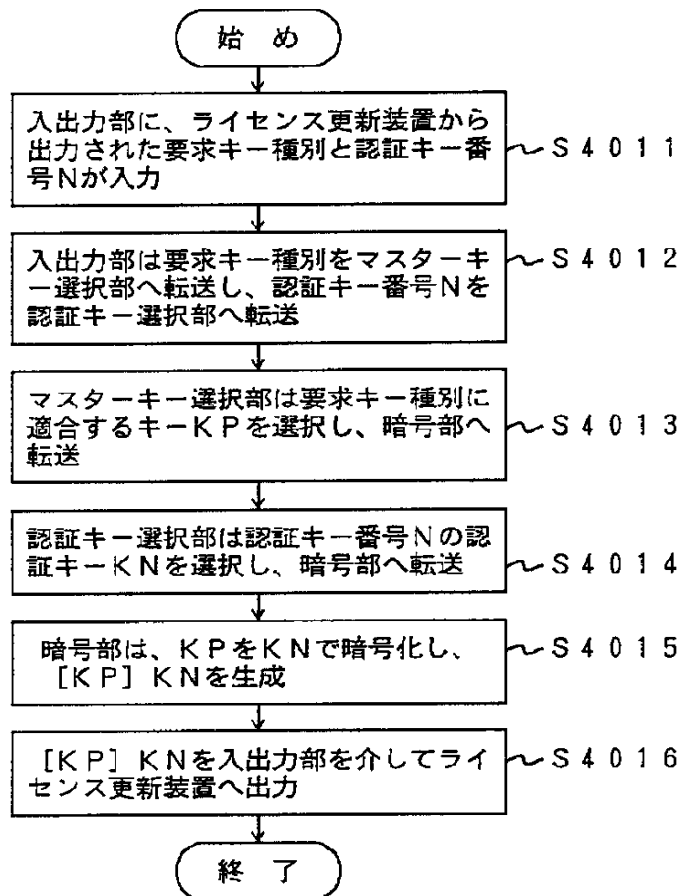 始 め
入出力部に、ライセンス更新装置から
出力された要求キー種別と認証キー番
号Nが入力
S4011
入出力部は要求キー種別をマスターキ
ー選択部へ転送し、認証キー番号Nを
認証キー選択部へ転送
S4012
マスターキー選択部は要求キー種別に
適合するキーKPを選択し、暗号部へ
転送
S4013
認証キー選択部は認証キー番号Nの認
証キーKNを選択し、暗号部へ転送
S4014
暗号部は、KPをKNで暗号化し、
[KP] KNを生成
S4015
[KP] KNを入出力部を介してライ
センス更新装置へ出力
S4016
終 了